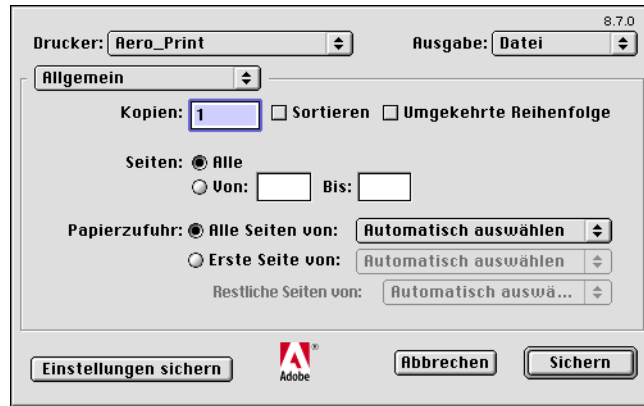 8.7.0
Drucker: Aero_Print Ausgabe: Datei
Allgemein
Kopien: 1 Sortieren Umgekehrte Reihenfolge
Seiten: Alle
Von: Bis:
Papierzufuhr: Alle Seiten von: Automatisch auswählen
Erste Seite von: Automatisch auswählen
Restliche Seiten von: Automatisch auswä...
Einstellungen sichern Adobe® Abbrechen Sichern